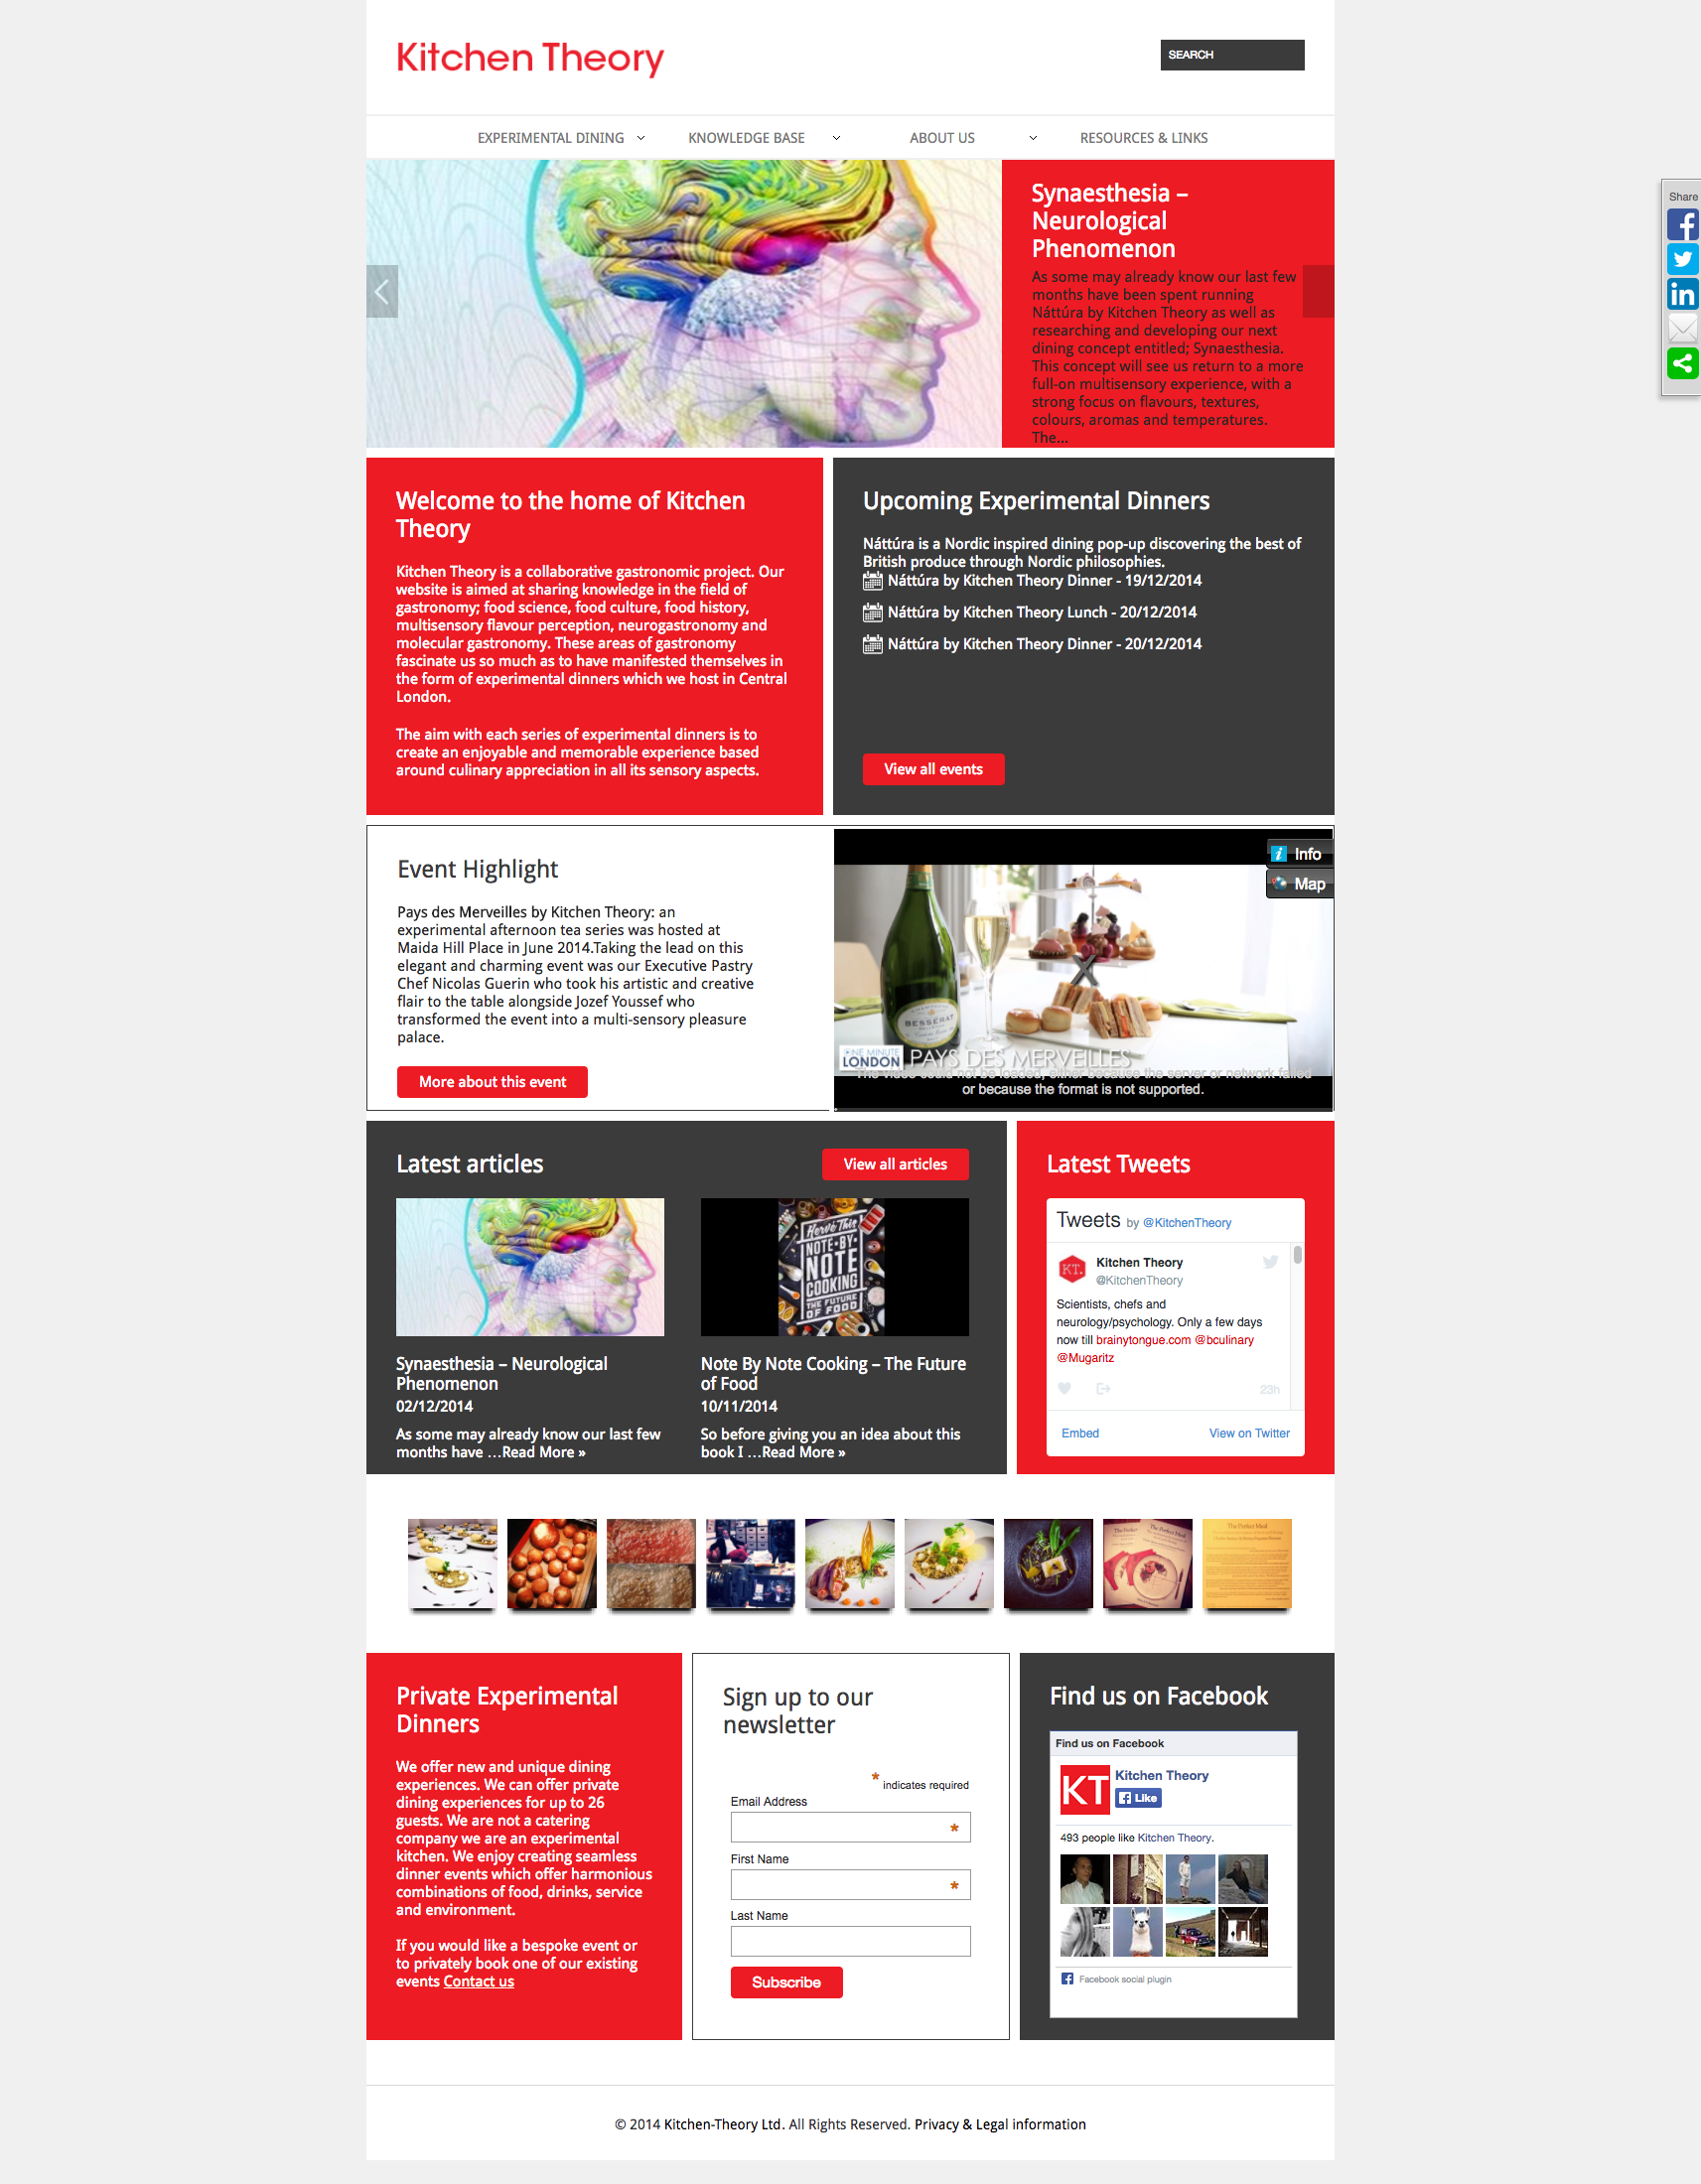 Kitchen Theory
SEARCH
EXPERIMENTAL DINING
KNOWLEDGE BASE
ABOUT US
RESOURCES & LINKS
Share
Synaesthesia –
Neurological
Phenomenon
As some may already know our last few
months have been spent running
Náttúra by Kitchen Theory as well as
researching and developing our next
dining concept entitled; Synaesthesia.
This concept will see us return to a more
full-on multisensory experience, with a
strong focus on flavours, textures,
colours, aromas and temperatures.
The...
Welcome to the home of Kitchen
Theory
Kitchen Theory is a collaborative gastronomic project. Our
website is aimed at sharing knowledge in the field of
gastronomy; food science, food culture, food history,
multisensory flavour perception, neurogastronomy and
molecular gastronomy. These areas of gastronomy
fascinate us so much as to have manifested themselves in
the form of experimental dinners which we host in Central
London.
The aim with each series of experimental dinners is to
create an enjoyable and memorable experience based
around culinary appreciation in all its sensory aspects.
Upcoming Experimental Dinners
Náttúra is a Nordic inspired dining pop-up discovering the best of
British produce through Nordic philosophies.
Náttúra by Kitchen Theory Dinner - 19/12/2014
Náttúra by Kitchen Theory Lunch - 20/12/2014
Náttúra by Kitchen Theory Dinner - 20/12/2014
View all events
Event Highlight
Pays des Merveilles by Kitchen Theory: an
experimental afternoon tea series was hosted at
Maida Hill Place in June 2014.Taking the lead on this
elegant and charming event was our Executive Pastry
Chef Nicolas Guerin who took his artistic and creative
flair to the table alongside Jozef Youssef who
transformed the event into a multi-sensory pleasure
palace.
More about this event
Info
Map
BESSERAT
ONE MINUTE
LONDON
PAYS DES MERVEILLES
The video could not be loaded, either because the server or network failed
or because the format is not supported.
Latest articles
View all articles
Hervé This
NOTE-BY-
NOTE
COOKING
THE FUTURE
OF FOOD
Synaesthesia – Neurological
Phenomenon
02/12/2014
As some may already know our last few
months have …Read More »
Note By Note Cooking – The Future
of Food
10/11/2014
So before giving you an idea about this
book I …Read More »
Latest Tweets
Tweets by @KitchenTheory
KT.
Kitchen Theory
@KitchenTheory
Scientists, chefs and
neurology/psychology. Only a few days
now till brainytongue.com @bculinary
@Mugaritz
23h
Embed
View on Twitter
The Perfect Meal
The Perfect Meal
Private Experimental
Dinners
We offer new and unique dining
experiences. We can offer private
dining experiences for up to 26
guests. We are not a catering
company we are an experimental
kitchen. We enjoy creating seamless
dinner events which offer harmonious
combinations of food, drinks, service
and environment.
If you would like a bespoke event or
to privately book one of our existing
events Contact us
Sign up to our
newsletter
* indicates required
Email Address
*
First Name
*
Last Name
Subscribe
Find us on Facebook
Find us on Facebook
KT
Kitchen Theory
Like
493 people like Kitchen Theory.
Facebook social plugin
© 2014 Kitchen-Theory Ltd. All Rights Reserved. Privacy & Legal information